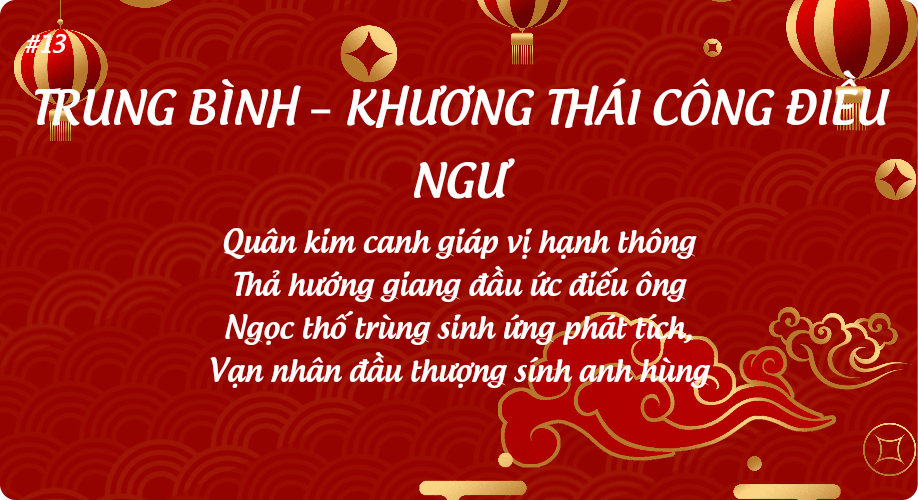 #13
TRUNG BÌNH – KHƯƠNG THÁI CÔNG ĐIỀU
NGƯ
Quân kim canh giáp vị hạnh thông
Thả hướng giang đầu ức điếu ông
Ngọc thố trùng sinh ứng phát tích,
Vạn nhân đầu thượng sính anh hùng